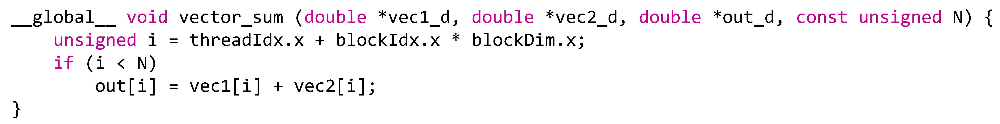 __global__ void vector_sum (double *vec1_d, double *vec2_d, double *out_d, const unsigned N) {
    unsigned i = threadIdx.x + blockIdx.x * blockDim.x;
    if (i < N)
        out[i] = vec1[i] + vec2[i];
}